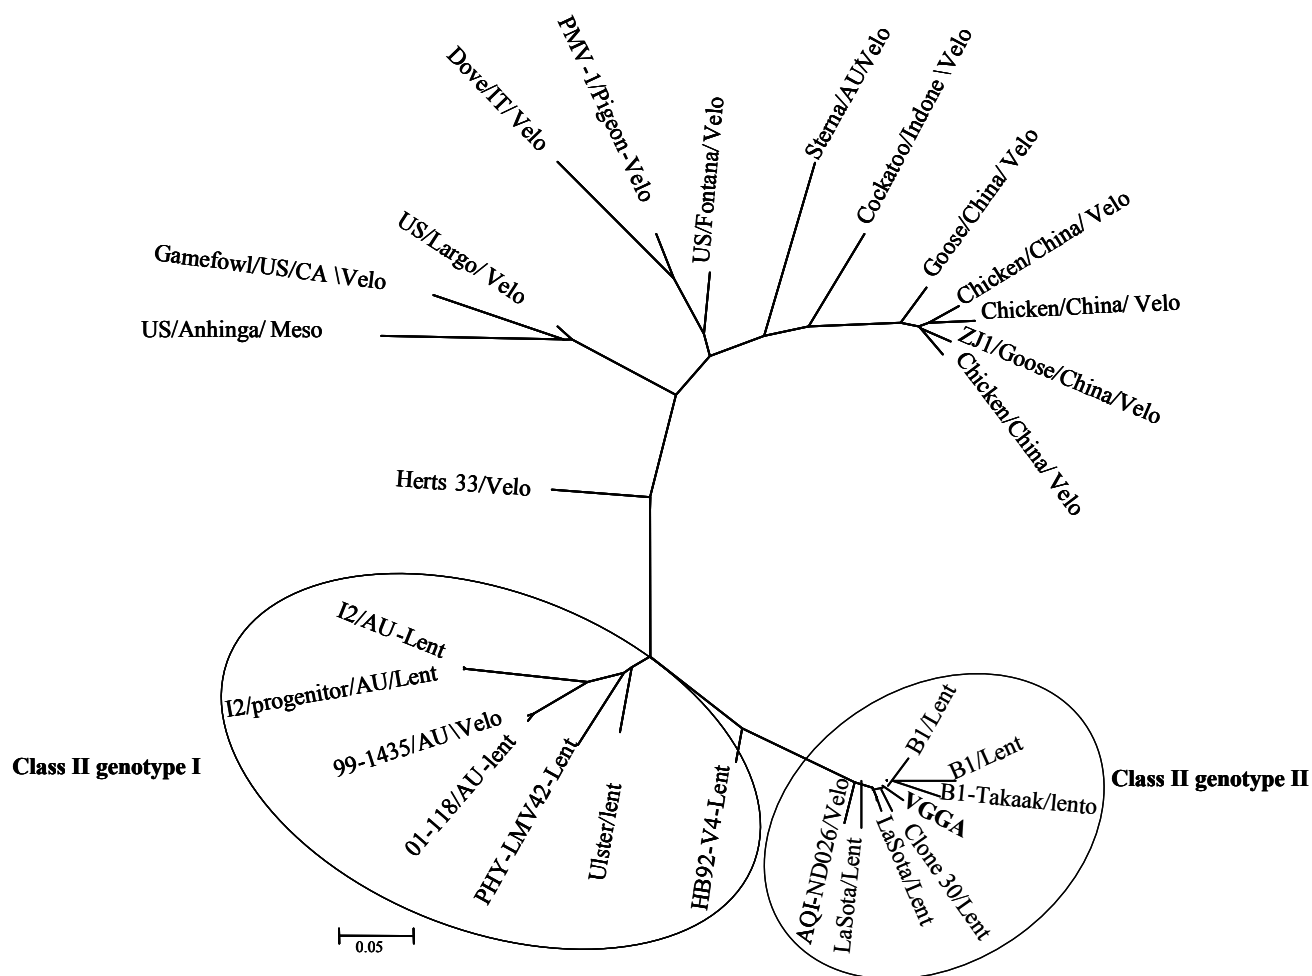 PMV-1/Pigeon-Velo
Dove/IT/Velo
US/Fontana/Velo
Sterna/AU/Velo
Cockatoo/Indone\Velo
Goose/China/Velo
Chicken/China/Velo
Chicken/China/Velo
ZJ1/Goose/China/Velo
Chicken/China/Velo
US/Largo/Velo
Gamefowl/US/CA \Velo
US/Anhinga/ Meso
Herts 33/Velo
I2/AU-Lent
I2/progenitor/AU/Lent
99-1435/AU\Velo
01-118/AU-lent
PHY-LMV42-Lent
Ulster/lent
HB92-V4-Lent
Class II genotype I
B1/Lent
B1/Lent
B1-Takaak/lento
VGGA
Clone 30/Lent
LaSota/Lent
LaSota/Lent
AQI-ND026/Velo
Class II genotype II
0.05